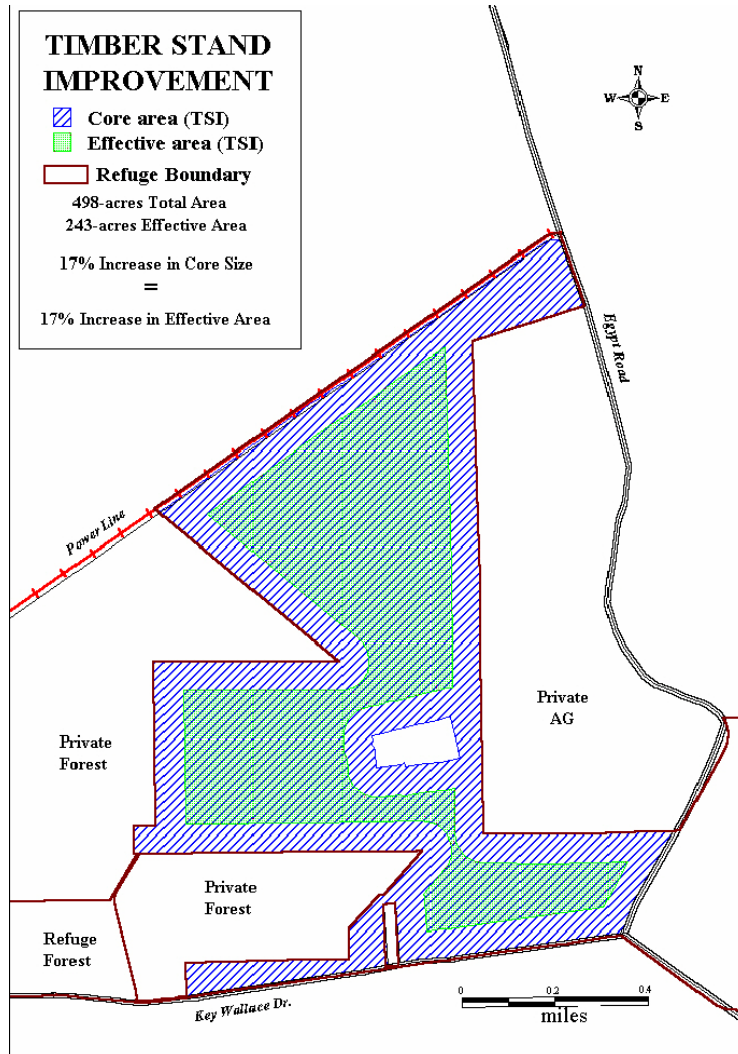 TIMBER STAND
IMPROVEMENT
Core area (TSI)
Effective area (TSI)
Refuge Boundary
498-acres Total Area
243-acres Effective Area
17% Increase in Core Size
=
17% Increase in Effective Area
N
W E
S
Egypt Road
Power Line
Private
AG
Private
Forest
Private
Forest
Refuge
Forest
Key Wallace Dr.
0 0.2 0.4
miles